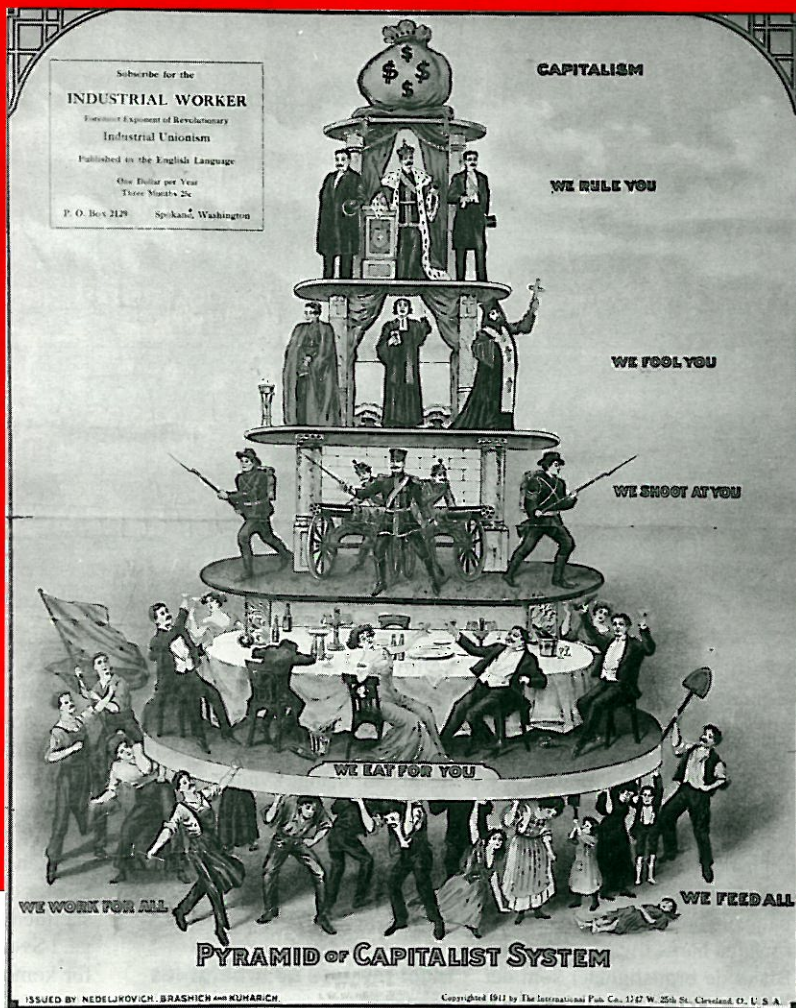 Subscribe for the
INDUSTRIAL WORKER
Foremost Exponent of Revolutionary
Industrial Unionism
Published in the English Language
One Dollar per Year
Three Months 25c
P. O. Box 2129 Spokane, Washington
$ $ $ $
CAPITALISM
WE RULE YOU
WE FOOL YOU
WE SHOOT AT YOU
WE EAT FOR YOU
WE WORK FOR ALL
WE FEED ALL
PYRAMID OF CAPITALIST SYSTEM
ISSUED BY NEDELJKOVICH, BRASHICH AND KUHARICH.
Copyrighted 1911 by The International Pub. Co., 1747 W. 25th St., Cleveland, O., U. S. A.